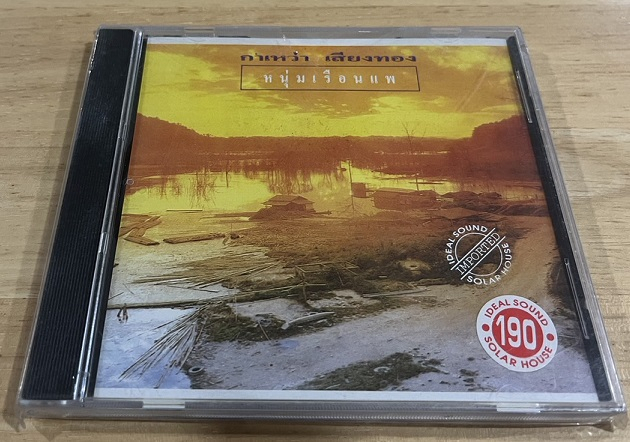 กาเหว่า เสียงทอง
หนุ่มเรือนแพ
IDEAL SOUND
IMPORTED
SOLAR HOUSE
IDEAL SOUND
190
SOLAR HOUSE